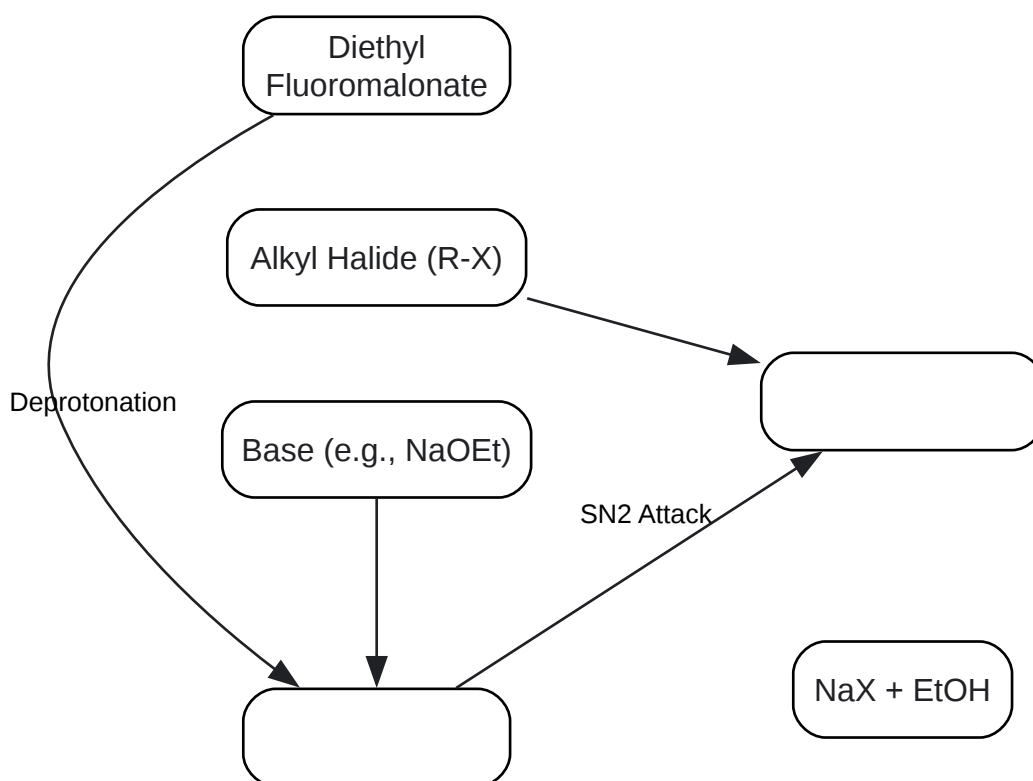 Diethyl
Fluoromalonate
Alkyl Halide (R-X)
Deprotonation
Base (e.g., NaOEt)
SN2 Attack
NaX + EtOH